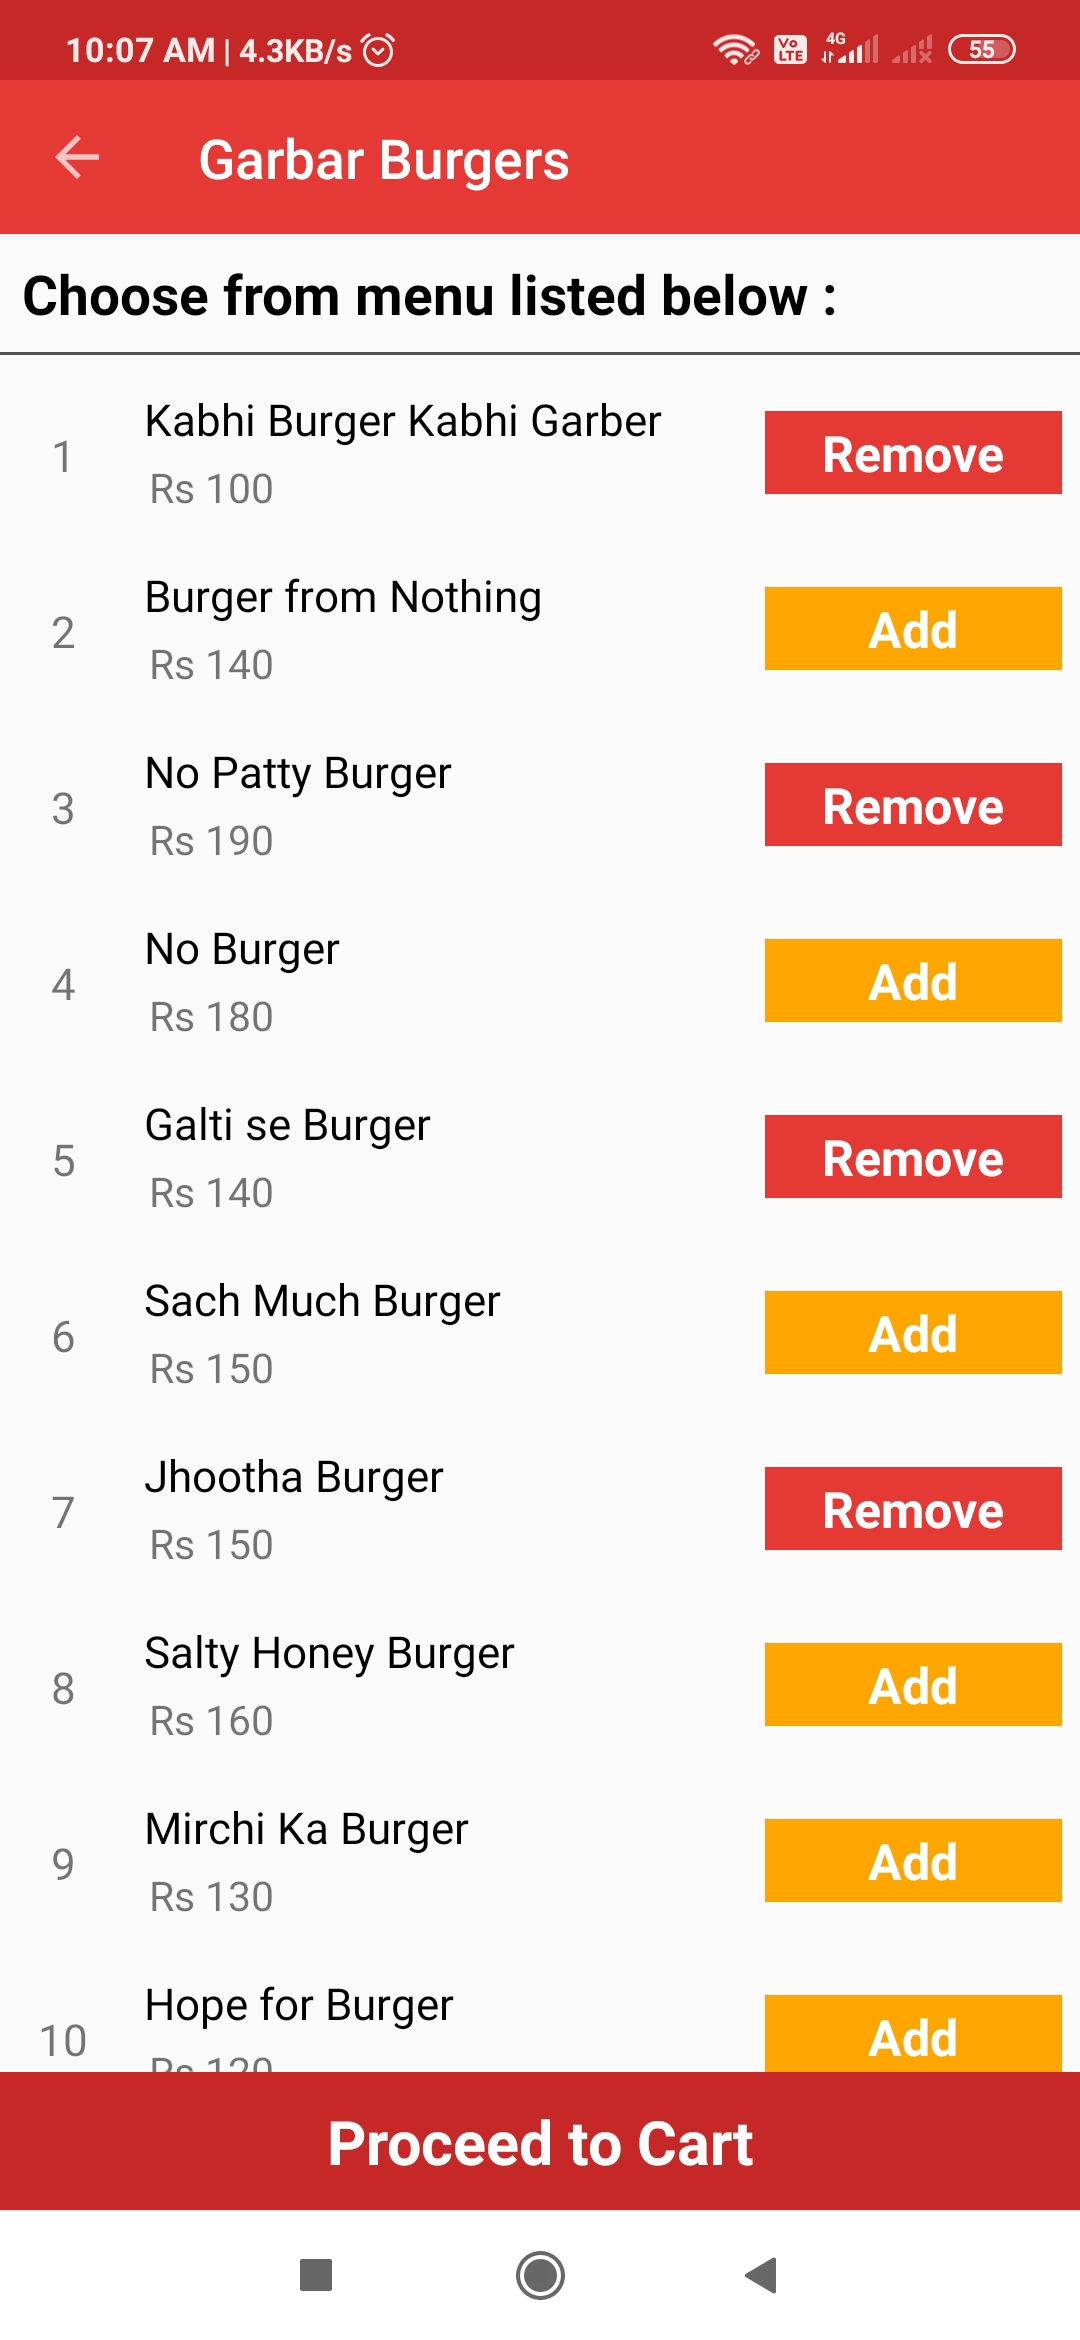 10:07 AM | 4.3KB/s
Vo LTE 4G 55
Garbar Burgers
Choose from menu listed below :
1 Kabhi Burger Kabhi Garber Remove
Rs 100
2 Burger from Nothing Add
Rs 140
3 No Patty Burger Remove
Rs 190
4 No Burger Add
Rs 180
5 Galti se Burger Remove
Rs 140
6 Sach Much Burger Add
Rs 150
7 Jhootha Burger Remove
Rs 150
8 Salty Honey Burger Add
Rs 160
9 Mirchi Ka Burger Add
Rs 130
10 Hope for Burger Add
Rs 120
Proceed to Cart